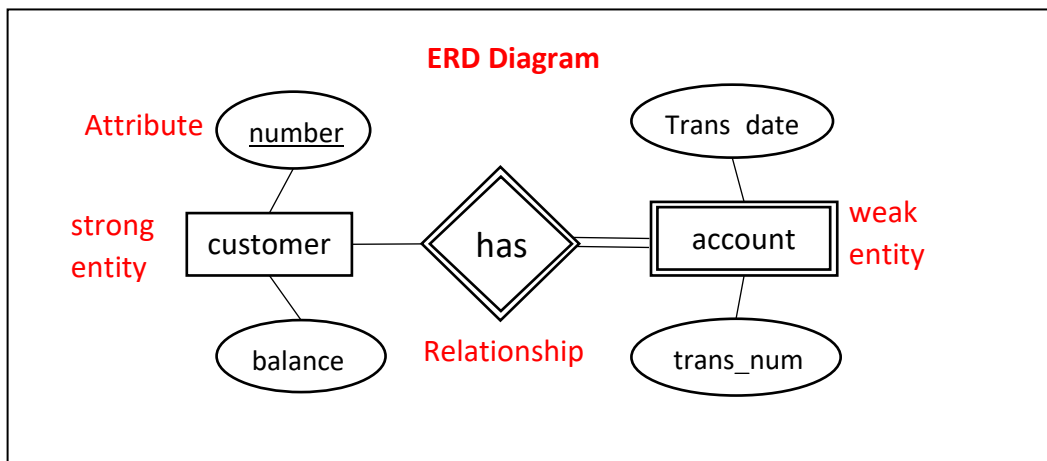 ERD Diagram
Attribute
number
Trans date
strong
entity
customer
has
account
weak
entity
balance
Relationship
trans_num